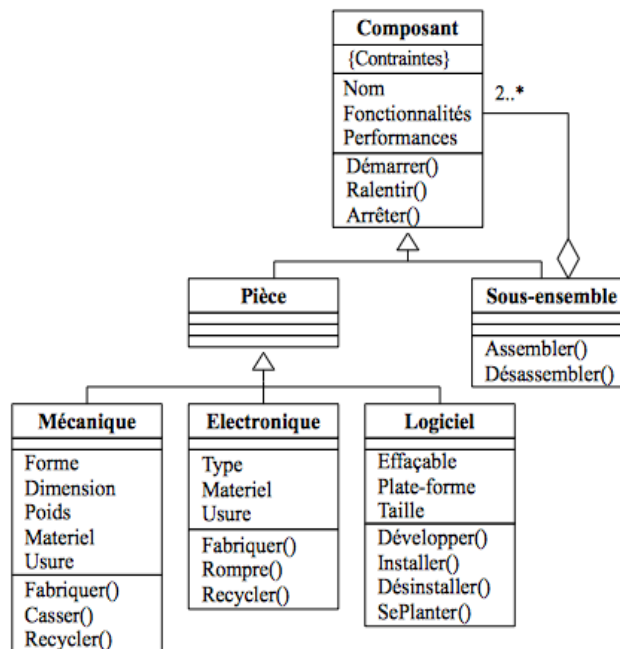 Composant
{Contraintes}
Nom
Fonctionnalités
Performances
2..*
Démarrer()
Ralentir()
Arrêter()
Pièce
Sous-ensemble
Assembler()
Désassembler()
Mécanique
Forme
Dimension
Poids
Materiel
Usure
Fabriquer()
Casser()
Recycler()
Electronique
Type
Materiel
Usure
Fabriquer()
Rompre()
Recycler()
Logiciel
Effaçable
Plate-forme
Taille
Développer()
Installer()
Désinstaller()
SePlanter()